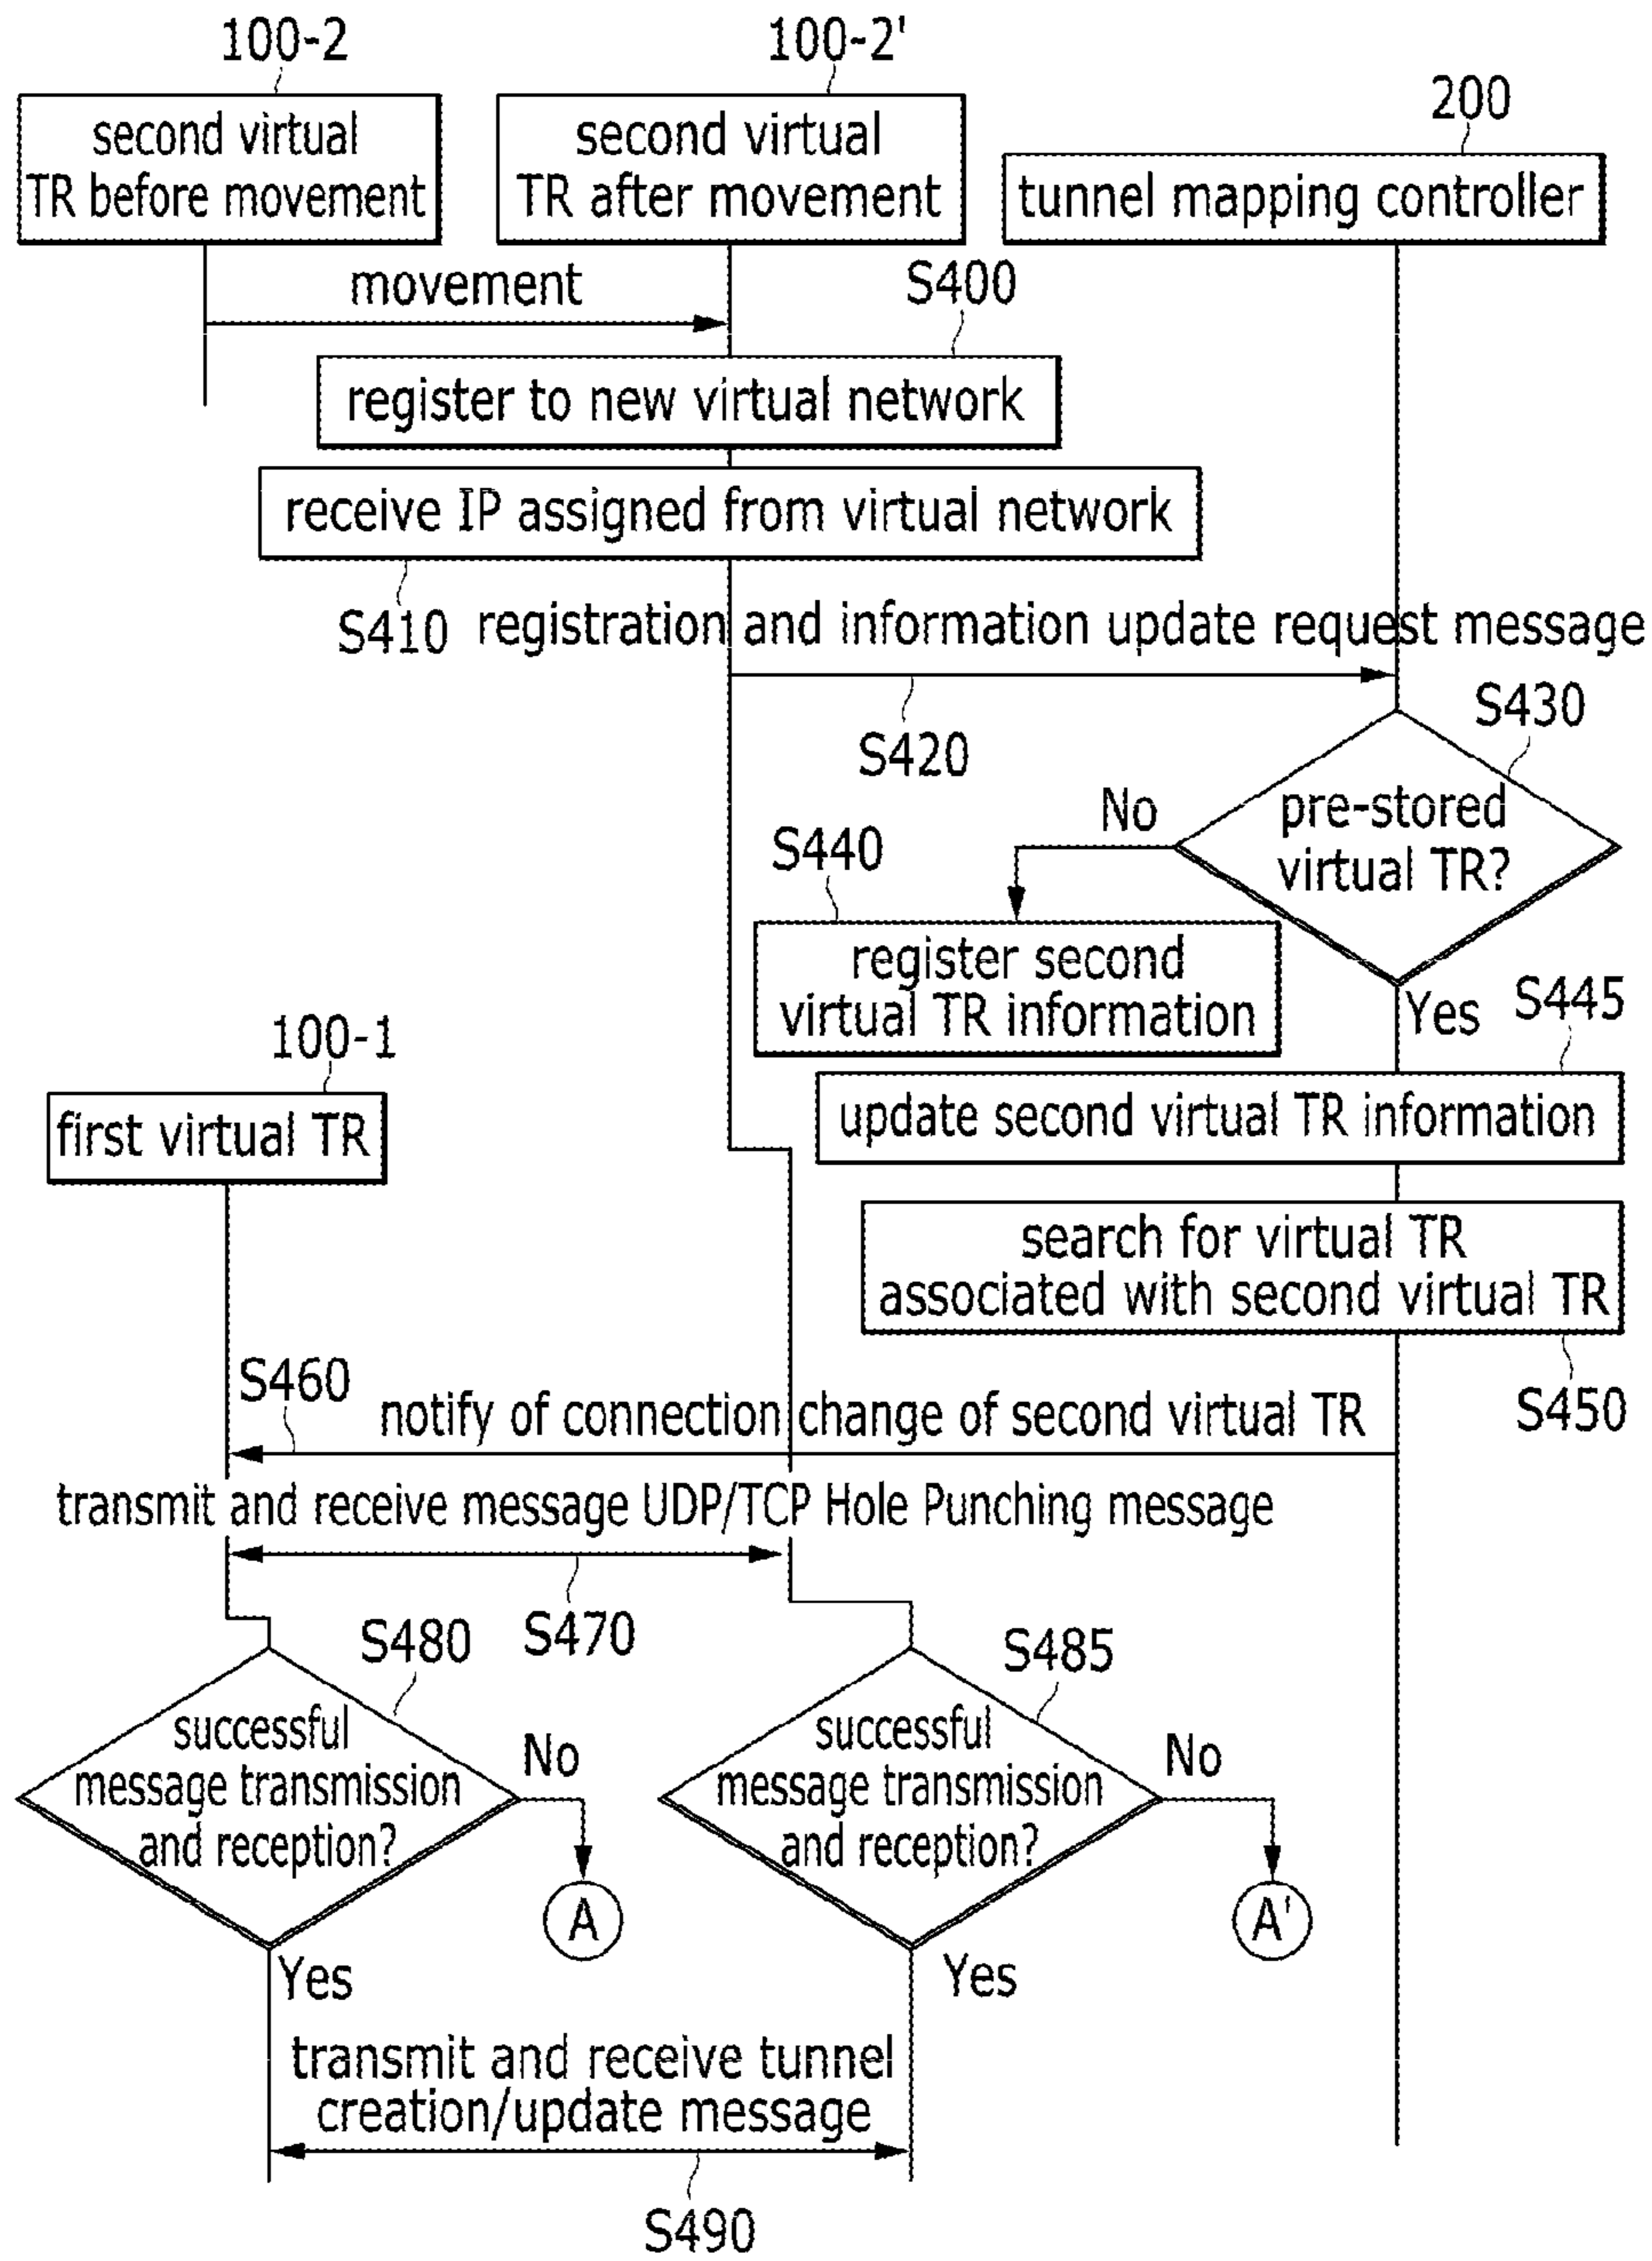 100-2
100-2'
200
second virtual
TR before movement
second virtual
TR after movement
tunnel mapping controller
movement
S400
register to new virtual network
receive IP assigned from virtual network
S410
registration and information update request message
S420
S430
pre-stored
virtual TR?
No
S440
register second
virtual TR information
Yes
S445
100-1
first virtual TR
update second virtual TR information
search for virtual TR
associated with second virtual TR
S450
S460
notify of connection change of second virtual TR
transmit and receive message UDP/TCP Hole Punching message
S470
S480
S485
successful
message transmission
and reception?
No
A
successful
message transmission
and reception?
No
A'
Yes
Yes
transmit and receive tunnel
creation/update message
S490